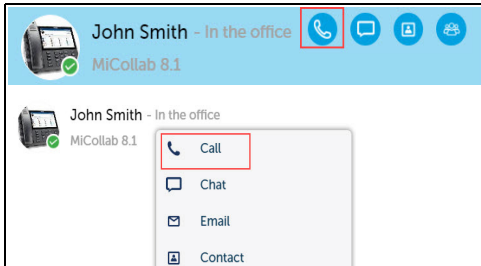 John Smith - In the office
MiCollab 8.1
John Smith - In the office
MiCollab 8.1
Call
Chat
Email
Contact